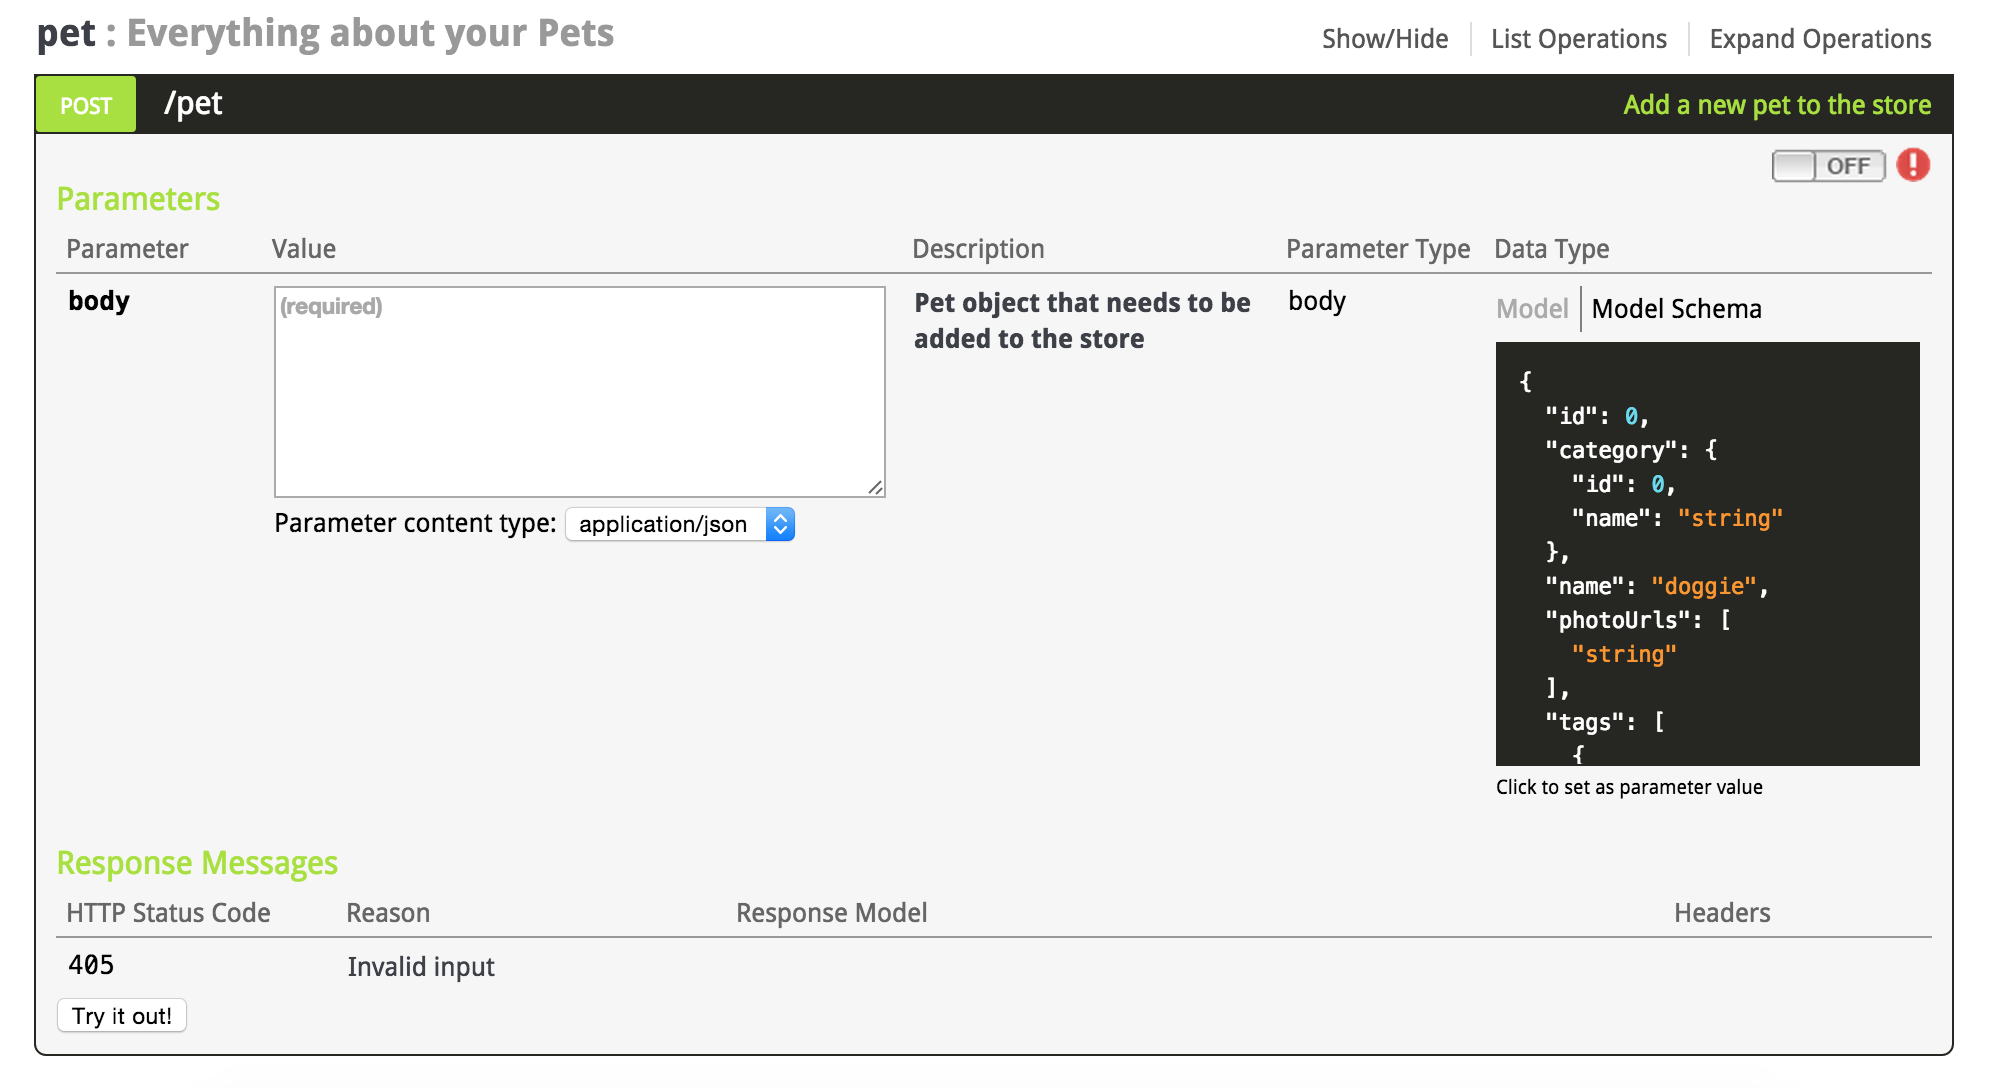 pet : Everything about your Pets
Show/Hide List Operations Expand Operations
POST /pet Add a new pet to the store
OFF
Parameters
Parameter Value Description Parameter Type Data Type
body (required) Pet object that needs to be added to the store body Model Model Schema
{
"id": 0,
"category": {
"id": 0,
"name": "string"
},
"name": "doggie",
"photoUrls": [
"string"
],
"tags": [
{
Parameter content type: application/json
Click to set as parameter value
Response Messages
HTTP Status Code Reason Response Model Headers
405 Invalid input
Try it out!